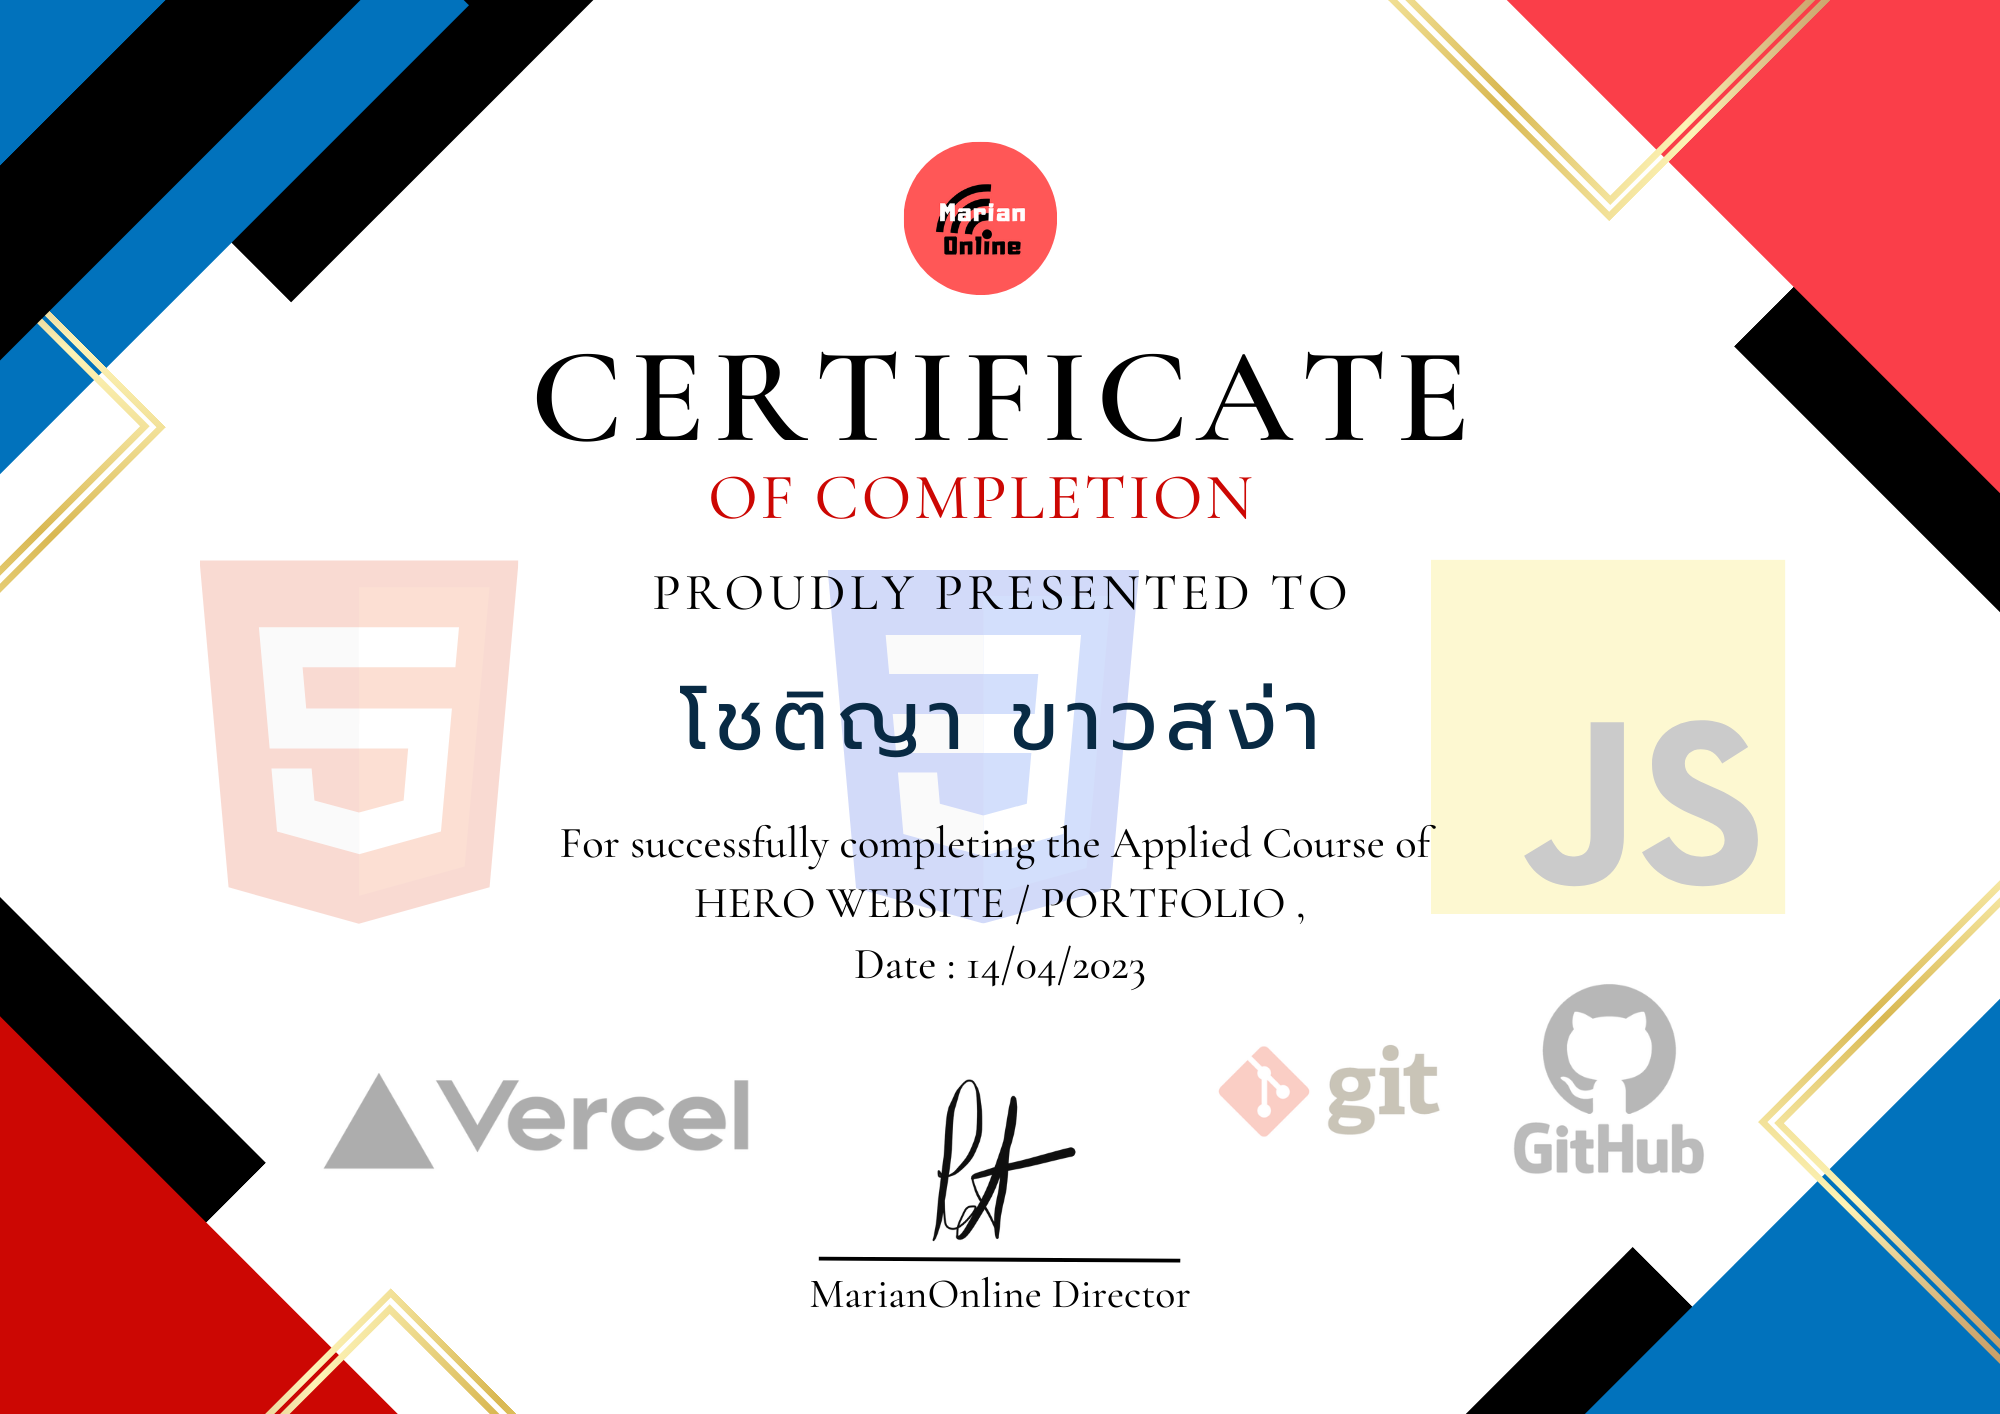 Marian
Online
CERTIFICATE
OF COMPLETION
PROUDLY PRESENTED TO
โชติญา ขาวสง่า
For successfully completing the Applied Course of
HERO WEBSITE / PORTFOLIO ,
Date : 14/04/2023
JS
Vercel
git
GitHub
MarianOnline Director